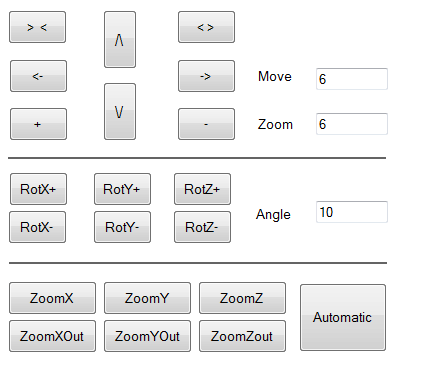 > < /\ < >
<- -> Move 6
+ \/ - Zoom 6
RotX+ RotY+ RotZ+
RotX- RotY- RotZ- Angle 10
ZoomX ZoomY ZoomZ Automatic
ZoomXOut ZoomYOut ZoomZout